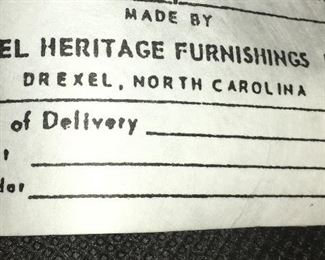 MADE BY
EL HERITAGE FURNISHINGS
DREXEL, NORTH CAROLINA
of Delivery